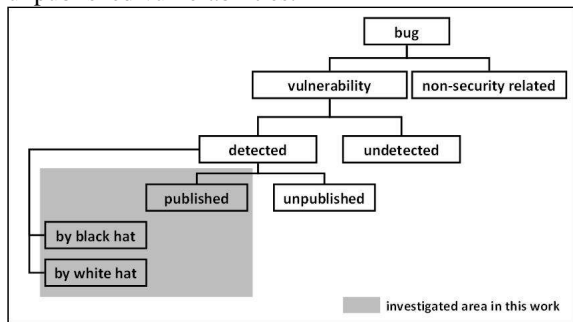 bug
vulnerability
non-security related
detected
undetected
published
unpublished
by black hat
by white hat
investigated area in this work